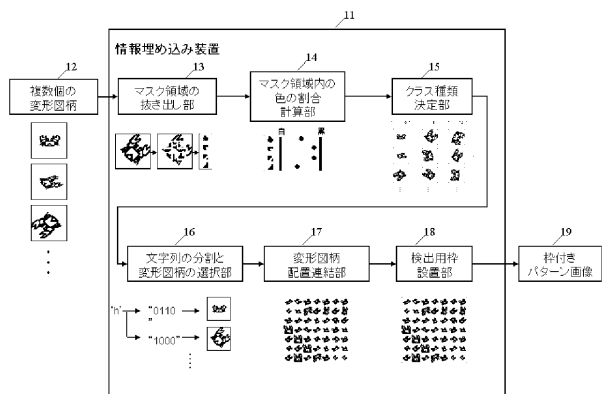 11
情報埋め込み装置
12
複数個の
変形図柄
13
マスク領域の
抜き出し部
14
マスク領域内の
色の割合
計算部
15
クラス種類
決定部
白
黒
16
文字列の分割と
変形図柄の選択部
17
変形図柄
配置連結部
18
検出用枠
設置部
19
枠付き
パターン画像
"h"
"0110
"
"1000"